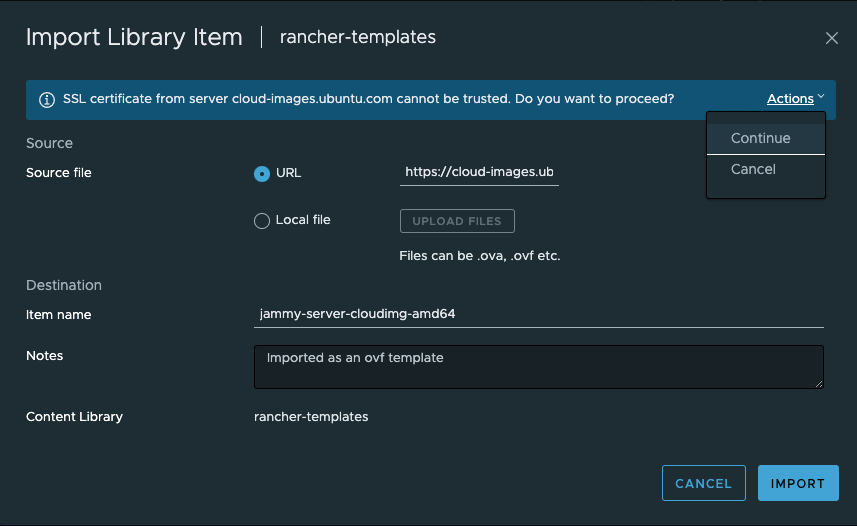 Import Library Item | rancher-templates
SSL certificate from server cloud-images.ubuntu.com cannot be trusted. Do you want to proceed? Actions
Continue
Cancel
Source
Source file URL https://cloud-images.ub
Local file UPLOAD FILES
Files can be .ova, .ovf etc.
Destination
Item name jammy-server-cloudimg-amd64
Notes Imported as an ovf template
Content Library rancher-templates
CANCEL IMPORT